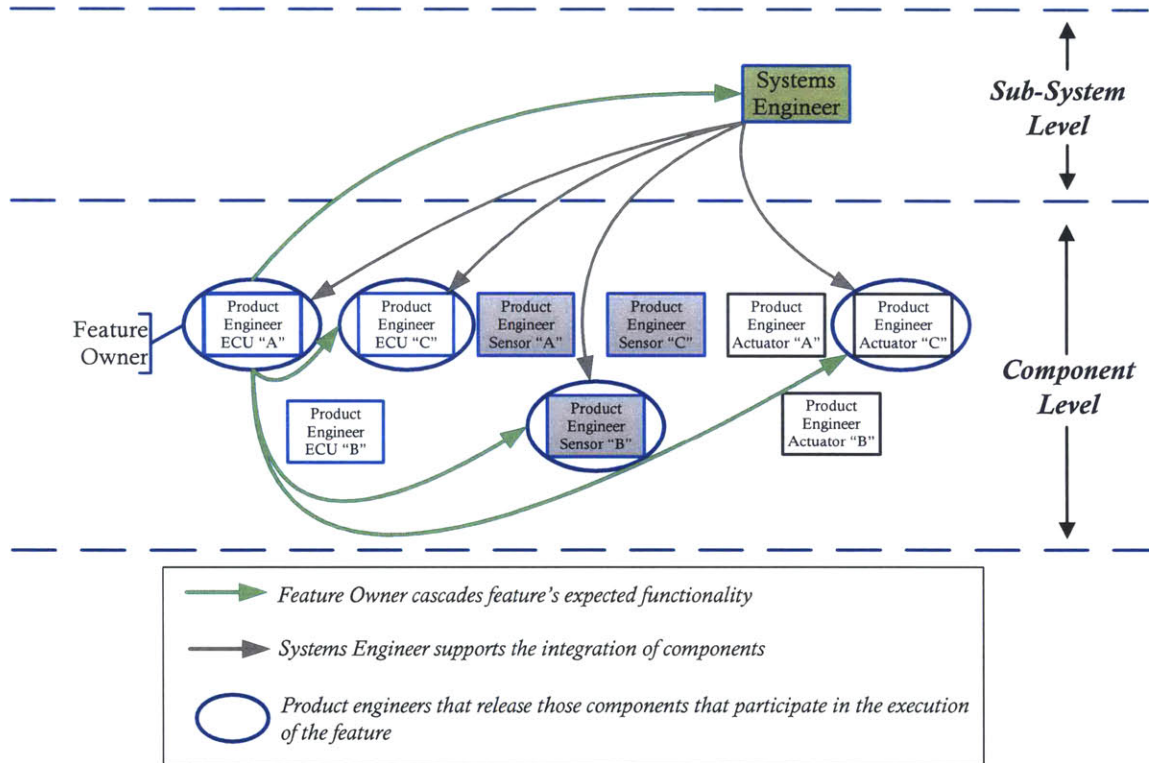 Systems
Engineer
Sub-System
Level
Feature
Owner
Product
Engineer
ECU "A"
Product
Engineer
ECU "C"
Product
Engineer
Sensor "A"
Product
Engineer
Sensor "C"
Product
Engineer
Actuator "A"
Product
Engineer
Actuator "C"
Component
Level
Product
Engineer
ECU "B"
Product
Engineer
Sensor "B"
Product
Engineer
Actuator "B"
Feature Owner cascades feature's expected functionality
Systems Engineer supports the integration of components
Product engineers that release those components that participate in the execution
of the feature